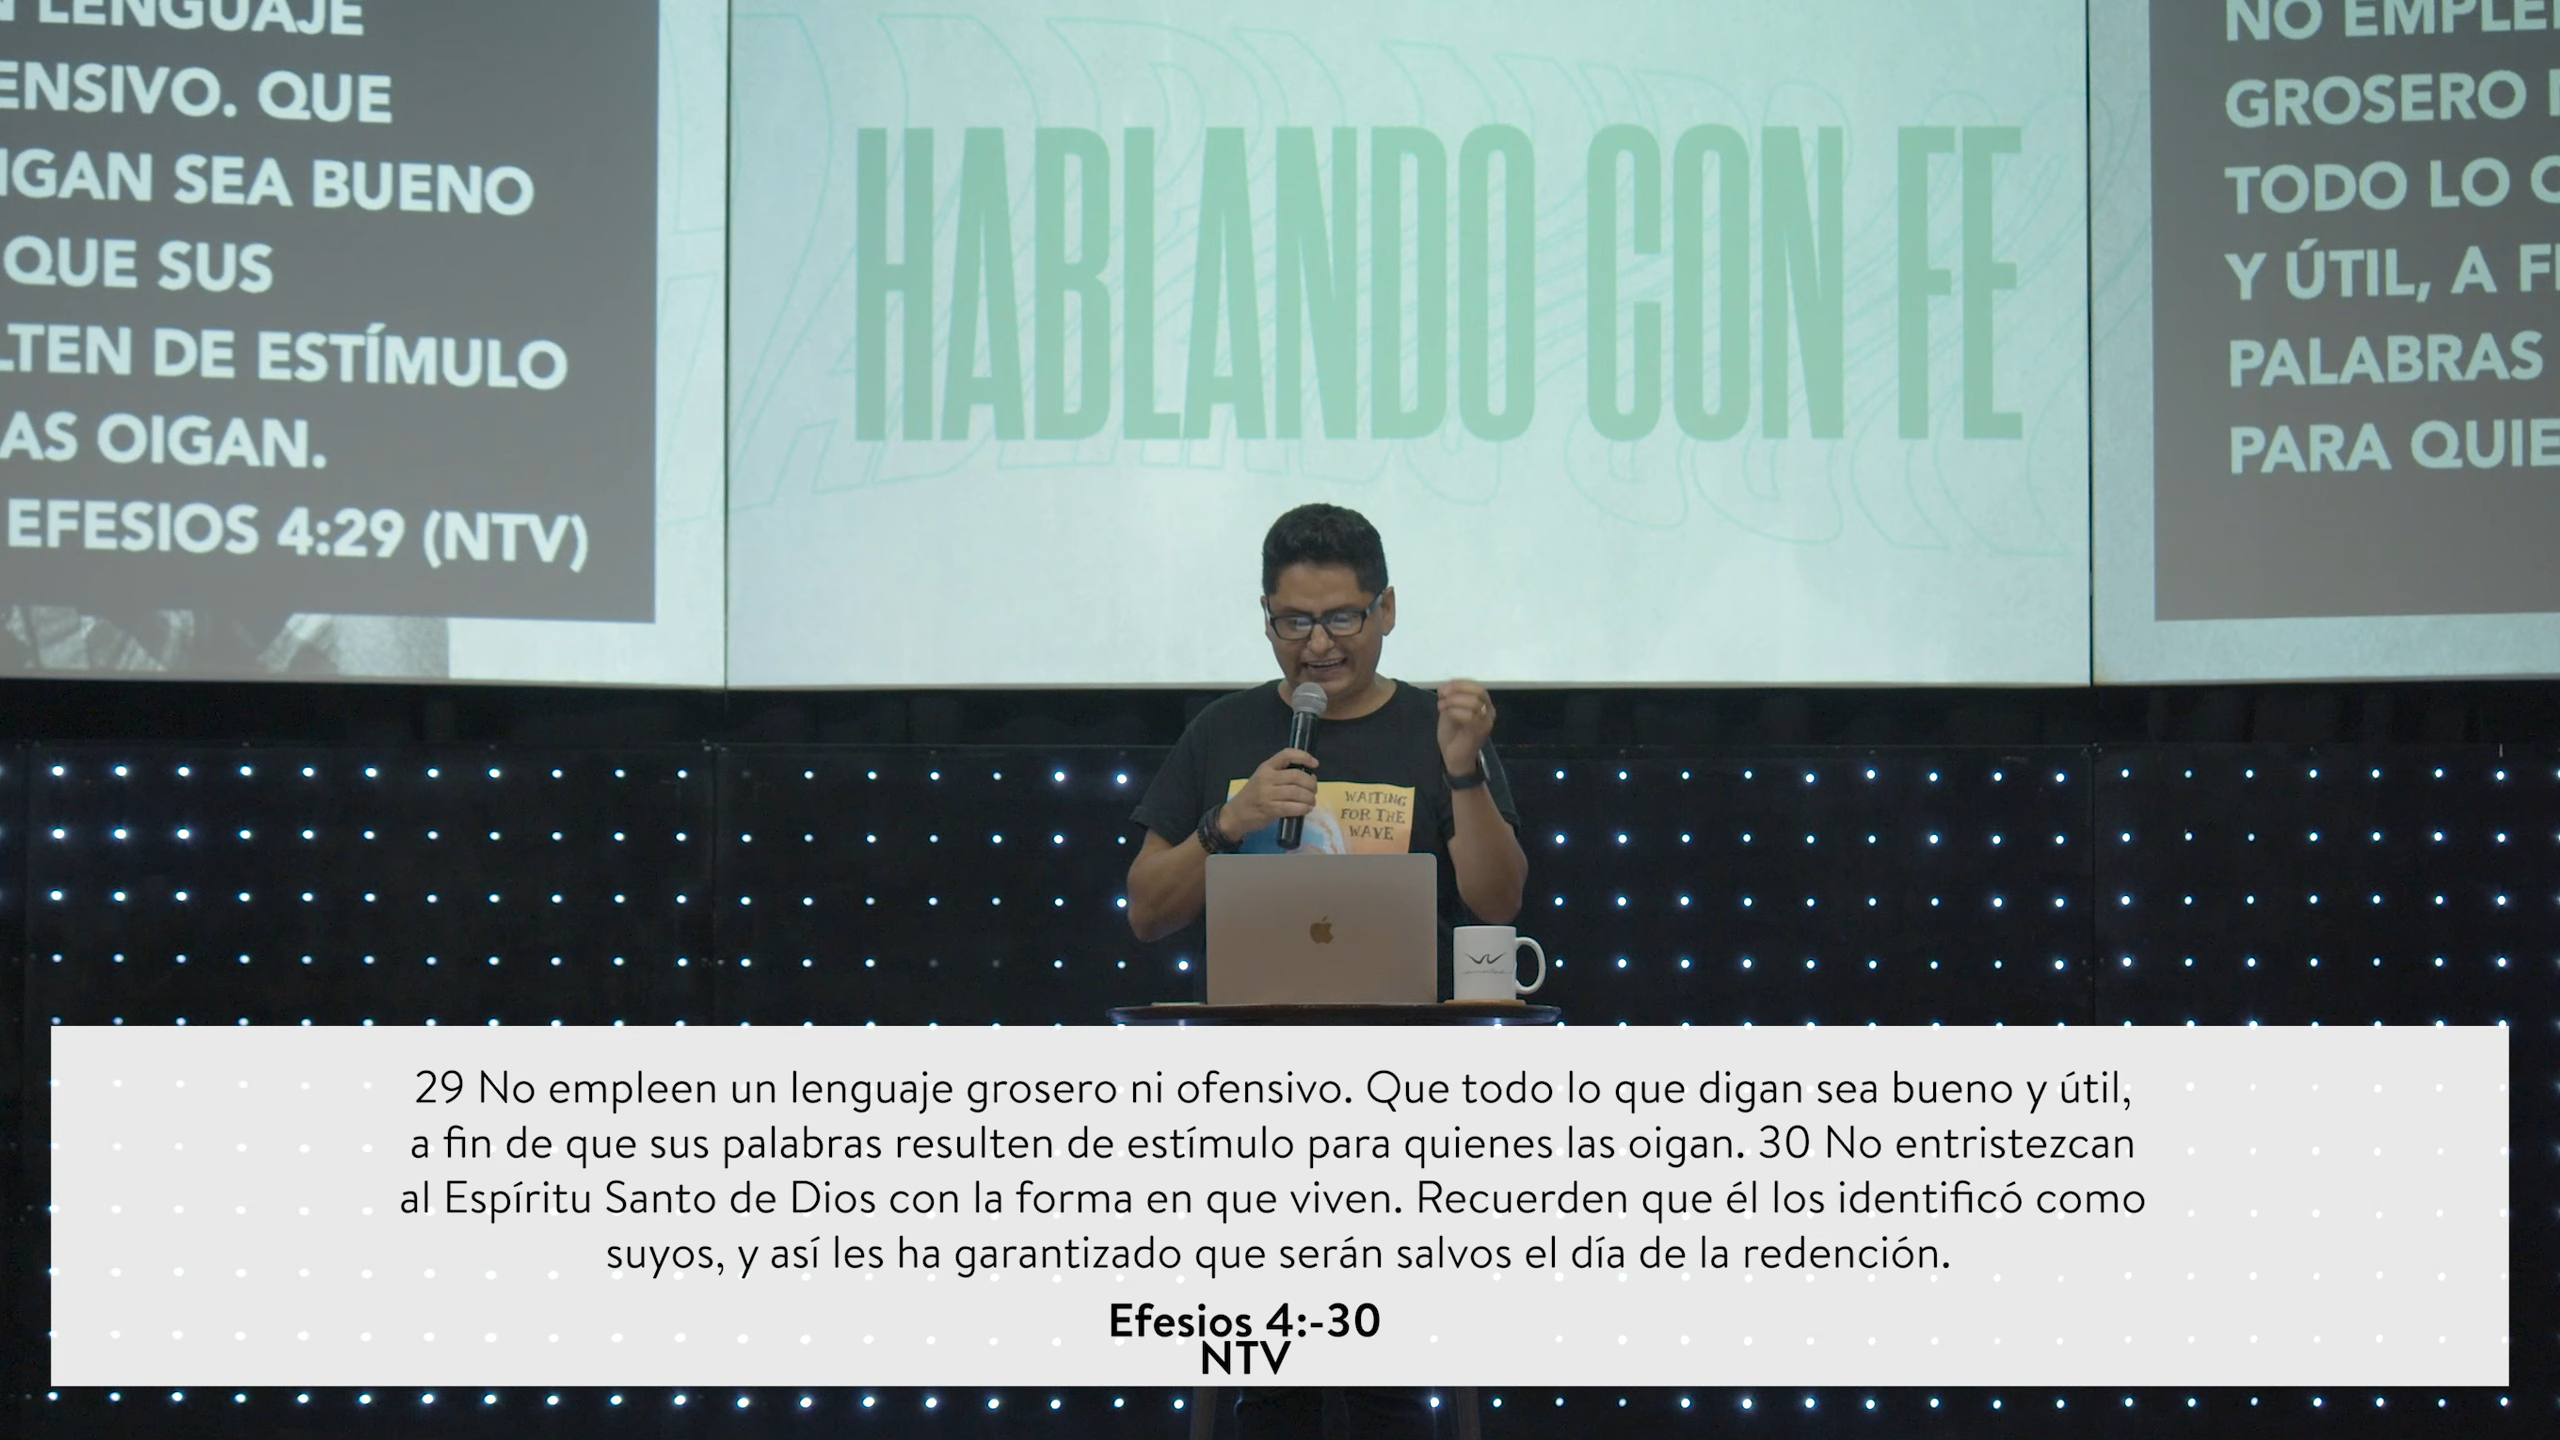 LENGUAJE
ENSIVO. QUE
IGAN SEA BUENO
QUE SUS
LTEN DE ESTÍMULO
AS OIGAN.
EFESIOS 4:29 (NTV)
HABLANDO CON FE
NO EMPLE
GROSERO
TODO LO
Y ÚTIL, A FI
PALABRAS
PARA QUIE
WAITING
FOR THE
WAVE
29 No empleen un lenguaje grosero ni ofensivo. Que todo lo que digan sea bueno y útil,
a fin de que sus palabras resulten de estímulo para quienes las oigan. 30 No entristezcan
al Espíritu Santo de Dios con la forma en que viven. Recuerden que él los identificó como
suyos, y así les ha garantizado que serán salvos el día de la redención.
Efesios 4:-30
NTV